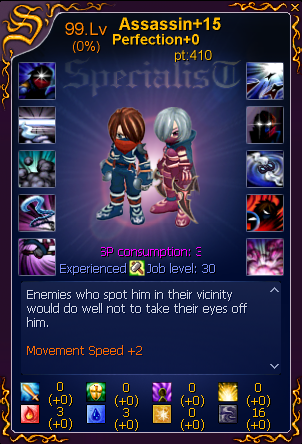 99.Lv Assassin+15
(0%) Perfection+0
pt:410
SpecialisT
SP consumption: 3
Experienced Job level: 30
Enemies who spot him in their vicinity
would do well not to take their eyes off
him.
Movement Speed +2
0 0 0 0
(+0) (+0) (+0) (+0)
3 3 0 16
(+0) (+0) (+0) (+0)